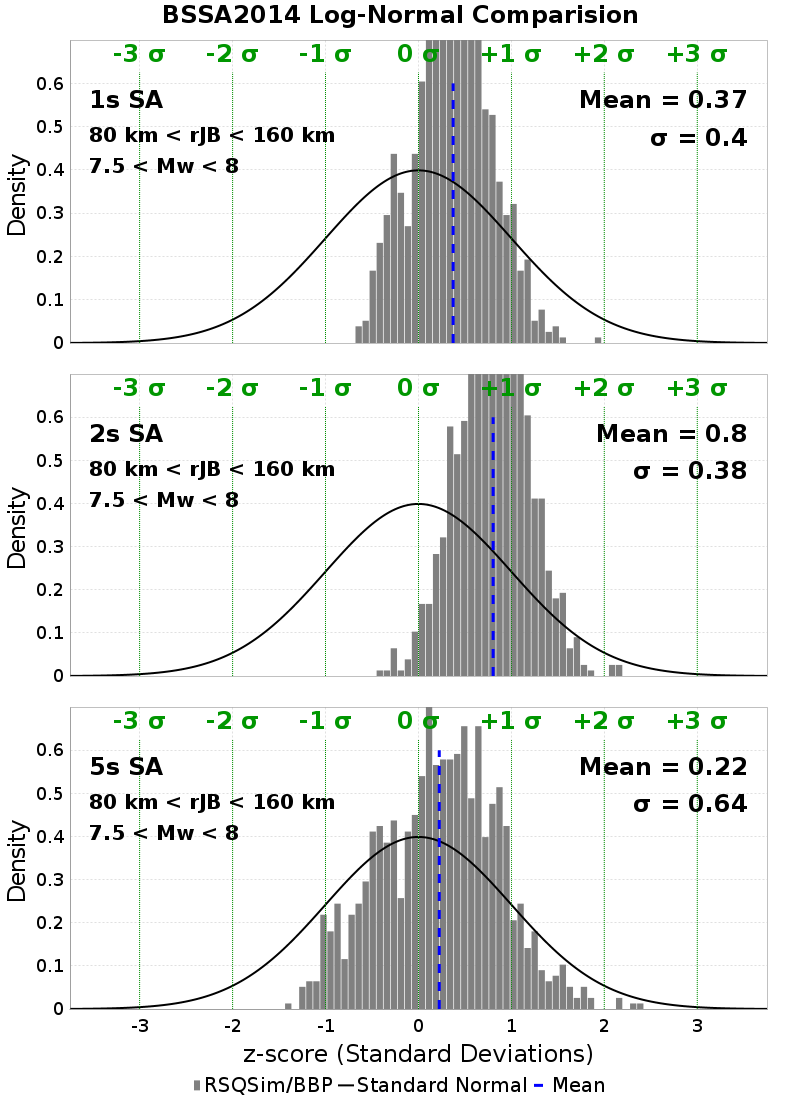 BSSA2014 Log-Normal Comparision
-3 σ -2 σ -1 σ 0 σ +1 σ +2 σ +3 σ
1s SA
Mean = 0.37
80 km < rJB < 160 km
σ = 0.4
7.5 < Mw < 8
0.6
0.5
0.4
0.3
0.2
0.1
0
Density
-3 σ -2 σ -1 σ 0 σ +1 σ +2 σ +3 σ
2s SA
Mean = 0.8
80 km < rJB < 160 km
σ = 0.38
7.5 < Mw < 8
0.6
0.5
0.4
0.3
0.2
0.1
0
Density
-3 σ -2 σ -1 σ 0 σ +1 σ +2 σ +3 σ
5s SA
Mean = 0.22
80 km < rJB < 160 km
σ = 0.64
7.5 < Mw < 8
0.6
0.5
0.4
0.3
0.2
0.1
0
Density
-3 -2 -1 0 1 2 3
z-score (Standard Deviations)
RSQSim/BBP Standard Normal Mean